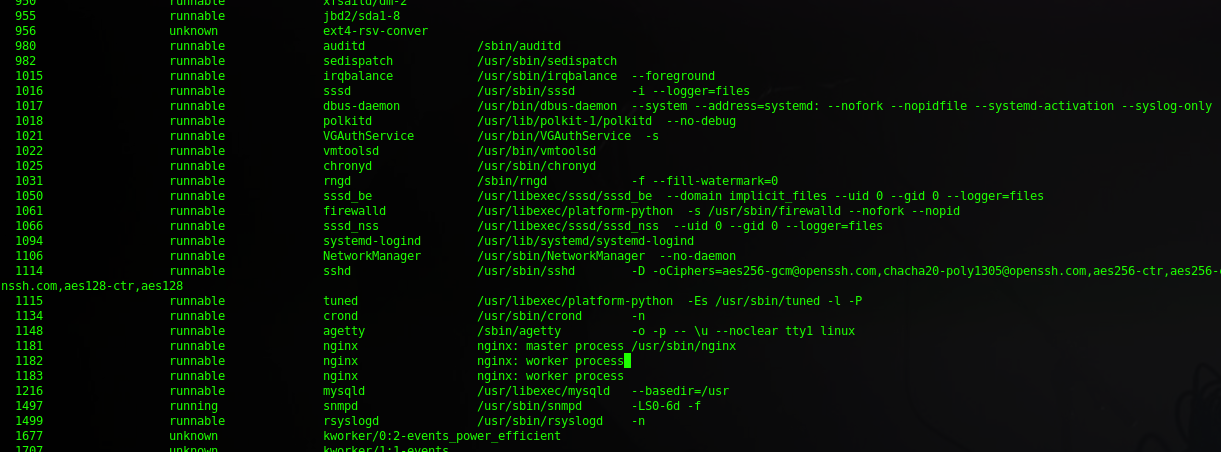 950 runnable xfsaild/dm-2
955 runnable jbd2/sda1-8
956 unknown ext4-rsv-conver
980 runnable auditd /sbin/auditd
982 runnable sedispatch /usr/sbin/sedispatch
1015 runnable irqbalance /usr/sbin/irqbalance --foreground
1016 runnable sssd /usr/sbin/sssd -i --logger=files
1017 runnable dbus-daemon /usr/bin/dbus-daemon --system --address=systemd: --nofork --nopidfile --systemd-activation --syslog-only
1018 runnable polkitd /usr/lib/polkit-1/polkitd --no-debug
1021 runnable VGAuthService /usr/bin/VGAuthService -s
1022 runnable vmtoolsd /usr/bin/vmtoolsd
1025 runnable chronyd /usr/sbin/chronyd
1031 runnable rngd /sbin/rngd -f --fill-watermark=0
1050 runnable sssd_be /usr/libexec/sssd/sssd_be --domain implicit_files --uid 0 --gid 0 --logger=files
1061 runnable firewalld /usr/libexec/platform-python -s /usr/sbin/firewalld --nofork --nopid
1066 runnable sssd_nss /usr/libexec/sssd/sssd_nss --uid 0 --gid 0 --logger=files
1094 runnable systemd-logind /usr/lib/systemd/systemd-logind
1106 runnable NetworkManager /usr/sbin/NetworkManager --no-daemon
1114 runnable sshd /usr/sbin/sshd -D -oCiphers=aes256-gcm@openssh.com,chacha20-poly1305@openssh.com,aes256-ctr,aes256-
nssh.com,aes128-ctr,aes128
1115 runnable tuned /usr/libexec/platform-python -Es /usr/sbin/tuned -l -P
1134 runnable crond /usr/sbin/crond -n
1148 runnable agetty /sbin/agetty -o -p -- \u --noclear tty1 linux
1181 runnable nginx nginx: master process /usr/sbin/nginx
1182 runnable nginx nginx: worker process
1183 runnable nginx nginx: worker process
1216 runnable mysqld /usr/libexec/mysqld --basedir=/usr
1497 running snmpd /usr/sbin/snmpd -LS0-6d -f
1499 runnable rsyslogd /usr/sbin/rsyslogd -n
1677 unknown kworker/0:2-events_power_efficient
1707 unknown kworker/1:1-events